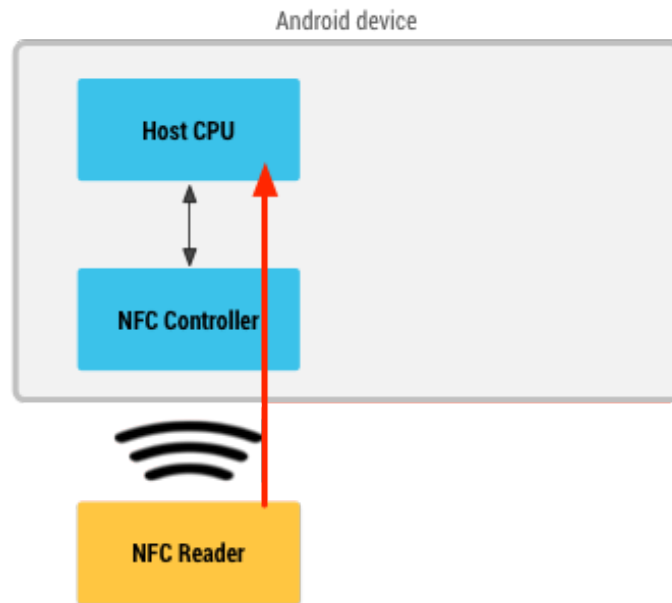 Android device
Host CPU
NFC Controller
NFC Reader